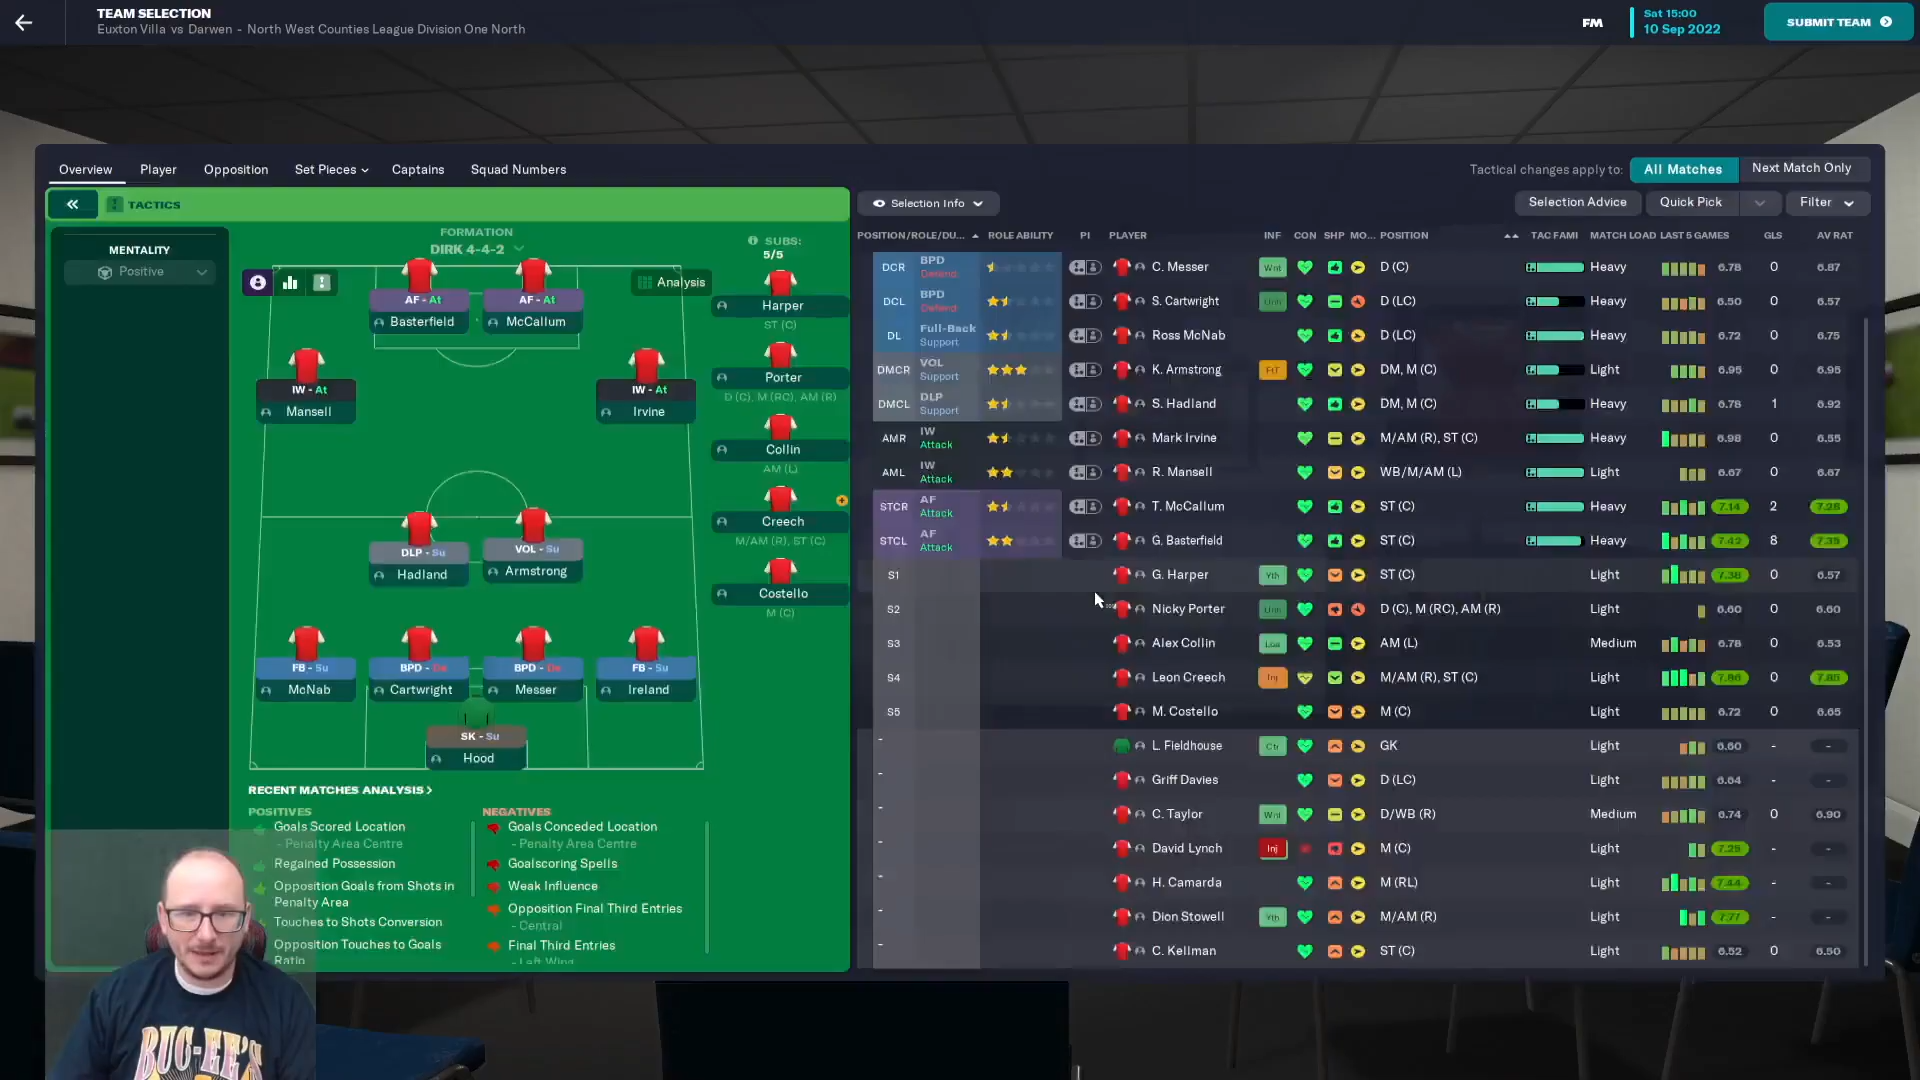 TEAM SELECTION
Euxton Villa vs Darwen - North West Counties League Division One North
FM
Sat 15:00
10 Sep 2022
SUBMIT TEAM
Overview
Player
Opposition
Set Pieces
Captains
Squad Numbers
Tactical changes apply to:
All Matches
Next Match Only
TACTICS
Selection Info
Selection Advice
Quick Pick
Filter
MENTALITY
Positive
FORMATION
DIRK 4-4-2
SUBS:
5/5
Analysis
AF - At
Basterfield
AF - At
McCallum
IW - At
Mansell
IW - At
Irvine
DLP - Su
Hadland
VOL - Su
Armstrong
FB - Su
McNab
BPD - De
Cartwright
BPD - De
Messer
FB - Su
Ireland
SK - Su
Hood
Harper
ST (C)
Porter
D (C), M (RC), AM (R)
Collin
AM (L)
Creech
M/AM (R), ST (C)
Costello
M (C)
RECENT MATCHES ANALYSIS >
POSITIVES
Goals Scored Location
- Penalty Area Centre
Regained Possession
Opposition Goals from Shots in
Penalty Area
Touches to Shots Conversion
Opposition Touches to Goals
Ratio
NEGATIVES
Goals Conceded Location
- Penalty Area Centre
Goalscoring Spells
Weak Influence
Opposition Final Third Entries
- Central
Final Third Entries
- Left Wing
POSITION/ROLE/DU... ROLE ABILITY PI PLAYER INF CON SHP MO... POSITION TAC FAMI MATCH LOAD LAST 5 GAMES GLS AV RAT
DCR BPD Defend C. Messer Wnt D (C) Heavy 6.78 0 6.87
DCL BPD Defend S. Cartwright Unh D (LC) Heavy 6.50 0 6.57
DL Full-Back Support Ross McNab D (LC) Heavy 6.72 0 6.75
DMCR VOL Support K. Armstrong FtT DM, M (C) Light 6.95 0 6.95
DMCL DLP Support S. Hadland DM, M (C) Heavy 6.78 1 6.92
AMR IW Attack Mark Irvine M/AM (R), ST (C) Heavy 6.98 0 6.55
AML IW Attack R. Mansell WB/M/AM (L) Light 6.67 0 6.67
STCR AF Attack T. McCallum ST (C) Heavy 7.14 2 7.25
STCL AF Attack G. Basterfield ST (C) Heavy 7.42 8 7.35
S1 G. Harper Yth ST (C) Light 7.38 0 6.57
S2 Nicky Porter Unh D (C), M (RC), AM (R) Light 6.60 0 6.60
S3 Alex Collin Loa AM (L) Medium 6.78 0 6.53
S4 Leon Creech Inj M/AM (R), ST (C) Light 7.86 0 7.85
S5 M. Costello M (C) Light 6.72 0 6.65
- L. Fieldhouse Ctr GK Light 6.60 - -
- Griff Davies D (LC) Light 6.64 - -
- C. Taylor Wnt D/WB (R) Medium 6.74 0 6.90
- David Lynch Inj M (C) Light 7.25 - -
- H. Camarda M (RL) Light 7.44 - -
- Dion Stowell Yth M/AM (R) Light 7.77 - -
- C. Kellman ST (C) Light 6.52 0 6.50
BUC-EE'S